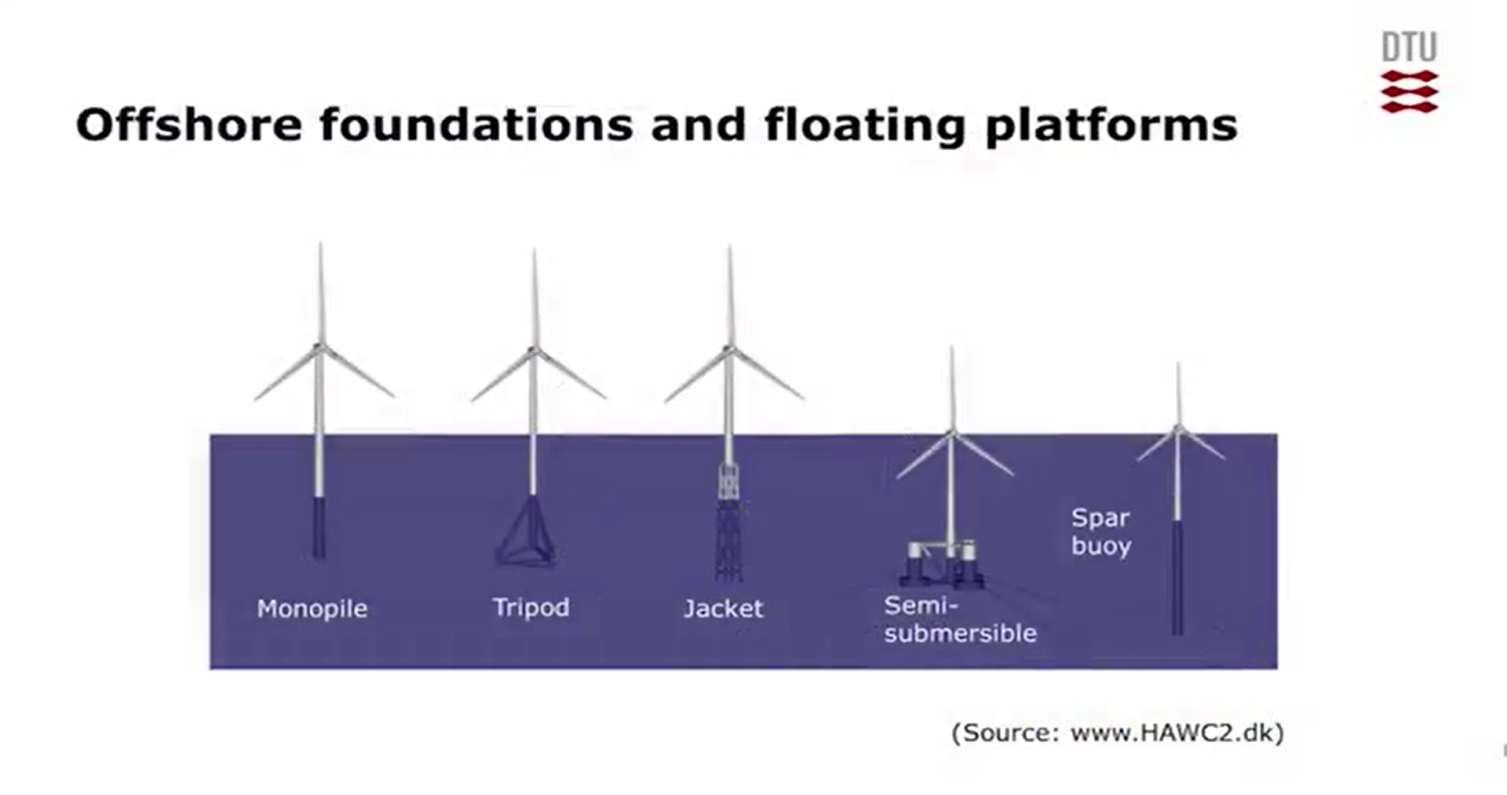 DTU
Offshore foundations and floating platforms
Spar
buoy
Monopile
Tripod
Jacket
Semi-
submersible
(Source: www.HAWC2.dk)